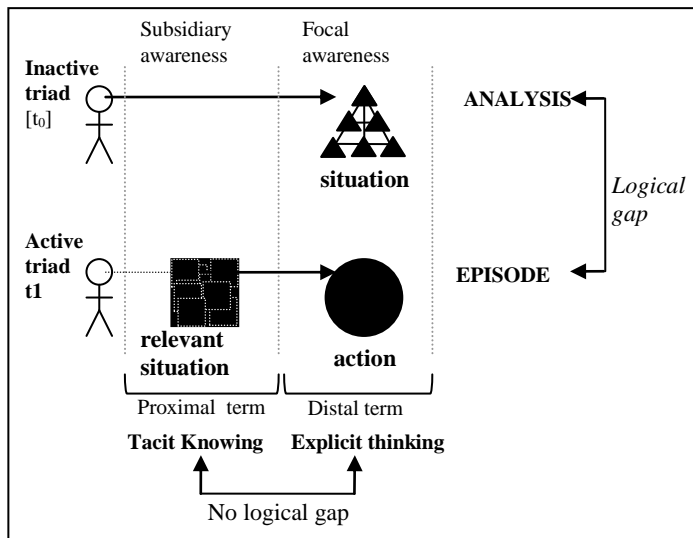 Subsidiary
awareness
Focal
awareness
Inactive
triad
[t0]
situation
ANALYSIS
Logical
gap
Active
triad
t1
relevant
situation
action
EPISODE
Proximal term
Distal term
Tacit Knowing
Explicit thinking
No logical gap